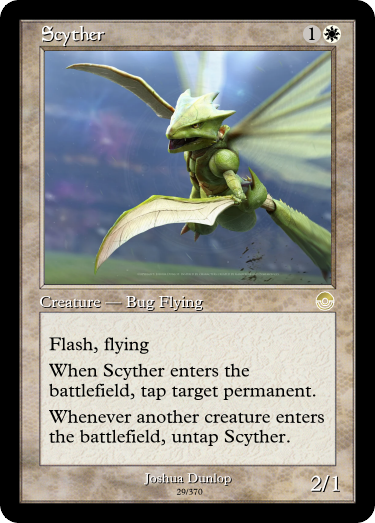 Scyther 1
Creature — Bug Flying
Flash, flying
When Scyther enters the
battlefield, tap target permanent.
Whenever another creature enters
the battlefield, untap Scyther.
Joshua Dunlop
29/370
2/1